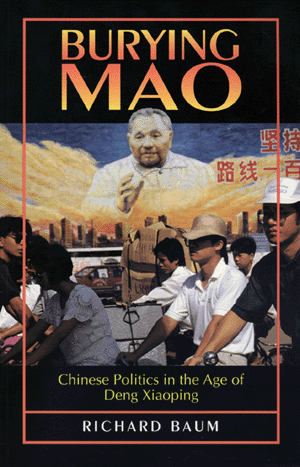 BURYING
MAO
坚持
路线一百
Chinese Politics in the Age of
Deng Xiaoping
RICHARD BAUM